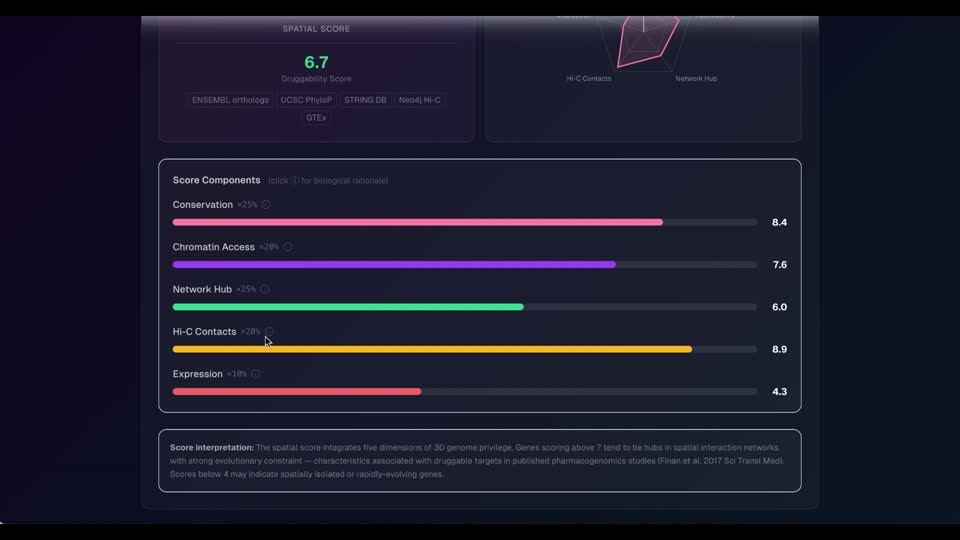 SPATIAL SCORE
6.7
Druggability Score
ENSEMBL orthologs UCSC PhyloP STRING DB Neo4j Hi-C
GTEx
Hi-C Contacts Network Hub
Score Components (click ⓘ for biological rationale)
Conservation ×25% ⓘ
8.4
Chromatin Access ×20% ⓘ
7.6
Network Hub ×25% ⓘ
6.0
Hi-C Contacts ×20% ⓘ
8.9
Expression ×10% ⓘ
4.3
Score interpretation: The spatial score integrates five dimensions of 3D genome privilege. Genes scoring above 7 tend to be hubs in spatial interaction networks
with strong evolutionary constraint — characteristics associated with druggable targets in published pharmacogenomics studies (Finan et al. 2017 Sci Transl Med).
Scores below 4 may indicate spatially isolated or rapidly-evolving genes.